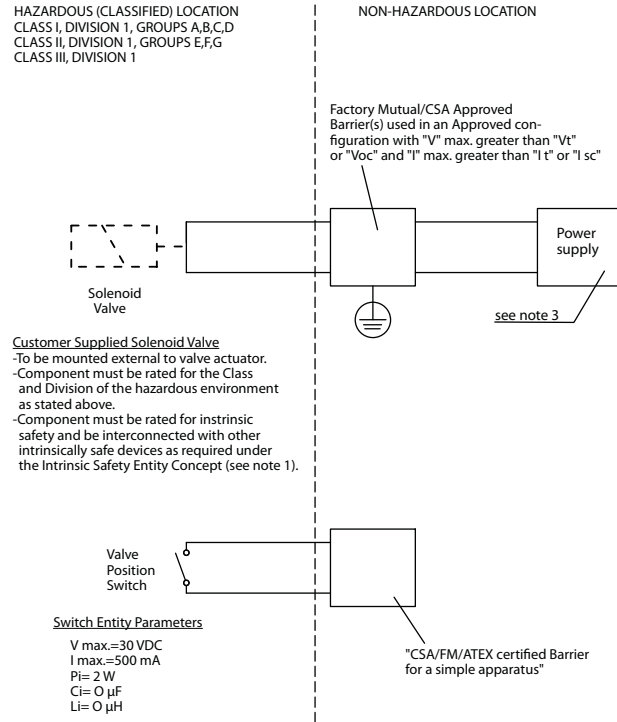 HAZARDOUS (CLASSIFIED) LOCATION
CLASS I, DIVISION 1, GROUPS A,B,C,D
CLASS II, DIVISION 1, GROUPS E,F,G
CLASS III, DIVISION 1
NON-HAZARDOUS LOCATION
Factory Mutual/CSA Approved
Barrier(s) used in an Approved con-
figuration with "V" max. greater than "Vt"
or "Voc" and "I" max. greater than "I t" or "I sc"
Power
supply
see note 3
Solenoid
Valve
Customer Supplied Solenoid Valve
-To be mounted external to valve actuator.
-Component must be rated for the Class
and Division of the hazardous environment
as stated above.
-Component must be rated for instrinsic
safety and be interconnected with other
intrinsically safe devices as required under
the Intrinsic Safety Entity Concept (see note 1).
Valve
Position
Switch
Switch Entity Parameters
V max.=30 VDC
I max.=500 mA
Pi= 2 W
Ci= O µF
Li= O µH
"CSA/FM/ATEX certified Barrier
for a simple apparatus"